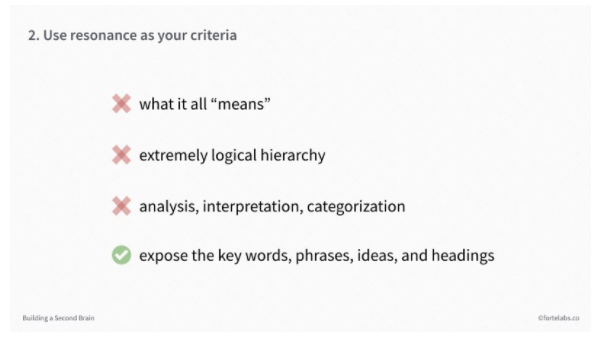 2. Use resonance as your criteria
what it all “means”
extremely logical hierarchy
analysis, interpretation, categorization
expose the key words, phrases, ideas, and headings
Building a Second Brain
©fortelabs.co